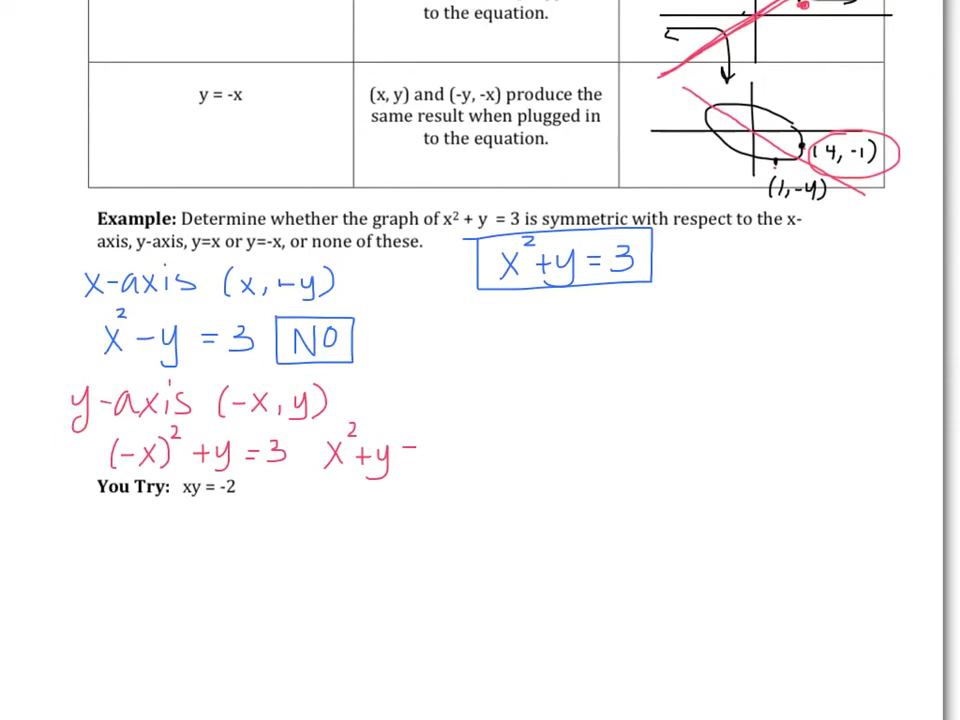 to the equation.
y = -x
(x, y) and (-y, -x) produce the
same result when plugged in
to the equation.
(4, -1)
(1, -4)
Example: Determine whether the graph of x² + y = 3 is symmetric with respect to the x-
axis, y-axis, y=x or y=-x, or none of these.
x² + y = 3
x-axis (x, -y)
x² - y = 3 NO
y-axis (-x, y)
(-x)² + y = 3 x² + y =
You Try: xy = -2